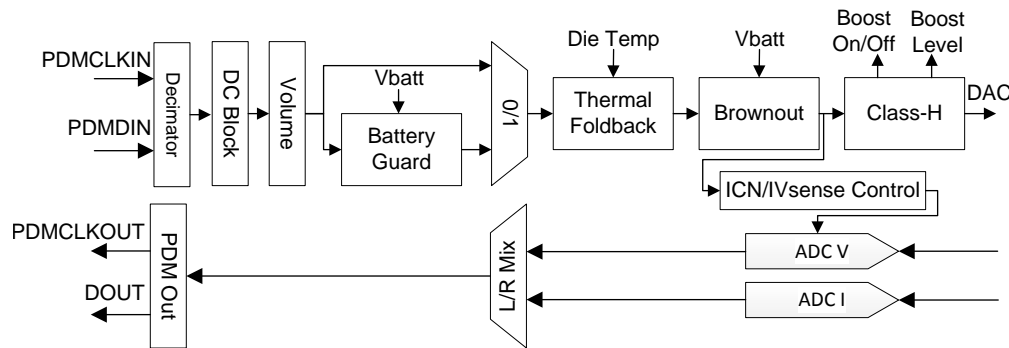 PDMCLKIN
PDMDIN
Decimator
DC Block
Volume
Vbatt
Battery
Guard
0/1
Die Temp
Thermal
Foldback
Vbatt
Brownout
Boost
On/Off
Boost
Level
Class-H
DAC
ICN/IVsense Control
PDMCLKOUT
DOUT
PDM Out
L/R Mix
ADC V
ADC I